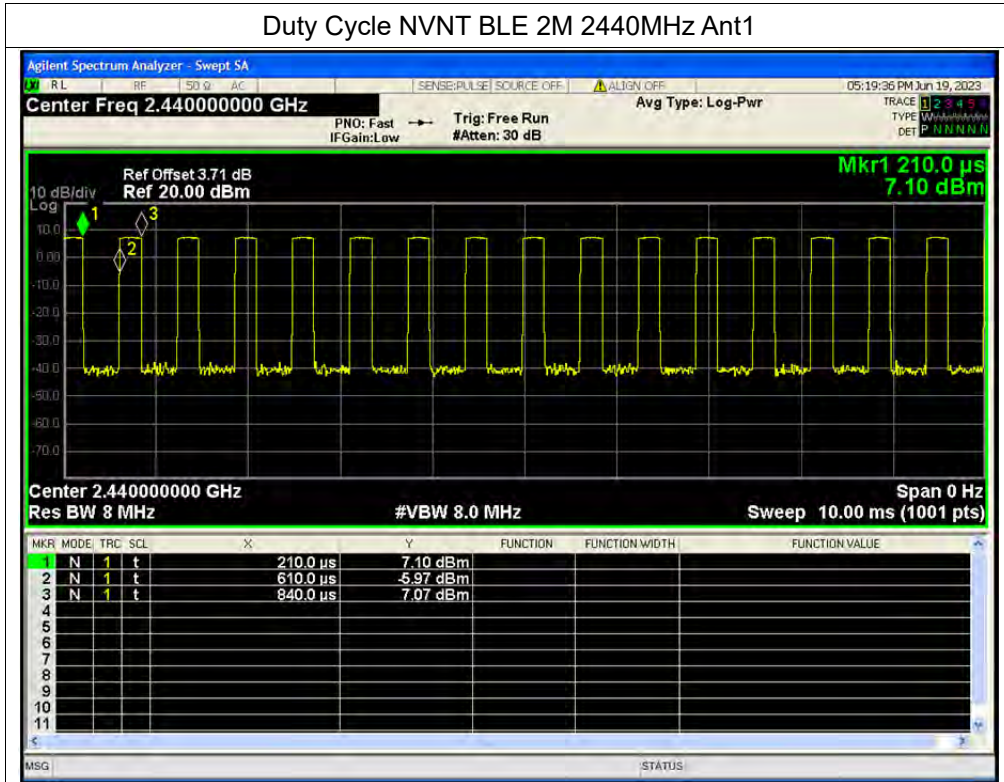 Duty Cycle NVNT BLE 2M 2440MHz Ant1
Agilent Spectrum Analyzer - Swept SA
RL RF 50 Ω AC SENSE:PULSE SOURCE OFF ALIGN OFF 05:19:36 PM Jun 19, 2023
Center Freq 2.440000000 GHz Avg Type: Log-Pwr TRACE 1 2 3 4 5 6
PNO: Fast Trig: Free Run TYPE
IFGain:Low #Atten: 30 dB DET P N N N N N
Mkr1 210.0 µs
Ref Offset 3.71 dB
10 dB/div Ref 20.00 dBm 7.10 dBm
Log
1
3
10.0
2
0.00
-10.0
-20.0
-30.0
-40.0
-50.0
-60.0
-70.0
Center 2.440000000 GHz Span 0 Hz
Res BW 8 MHz #VBW 8.0 MHz Sweep 10.00 ms (1001 pts)
MKR MODE TRC SCL X Y FUNCTION FUNCTION WIDTH FUNCTION VALUE
1 N 1 t 210.0 µs 7.10 dBm
2 N 1 t 610.0 µs -5.97 dBm
3 N 1 t 840.0 µs 7.07 dBm
4
5
6
7
8
9
10
11
MSG STATUS